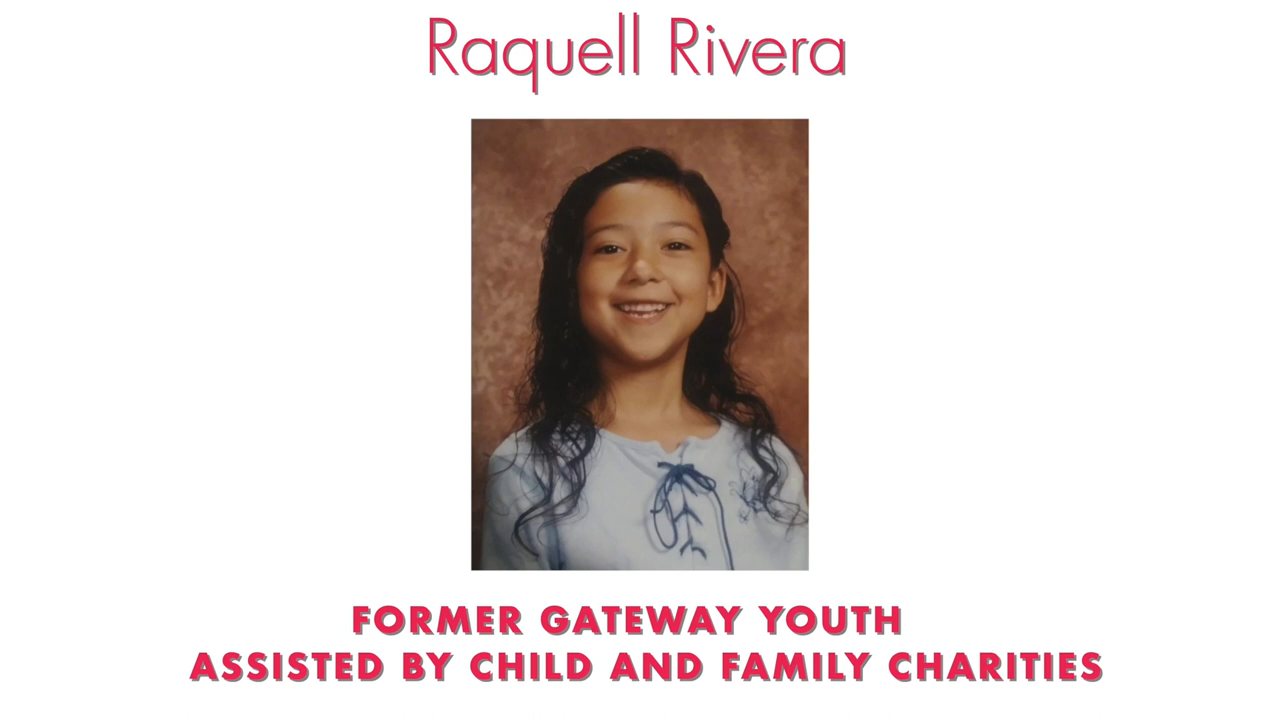 Raquell Rivera
FORMER GATEWAY YOUTH
ASSISTED BY CHILD AND FAMILY CHARITIES